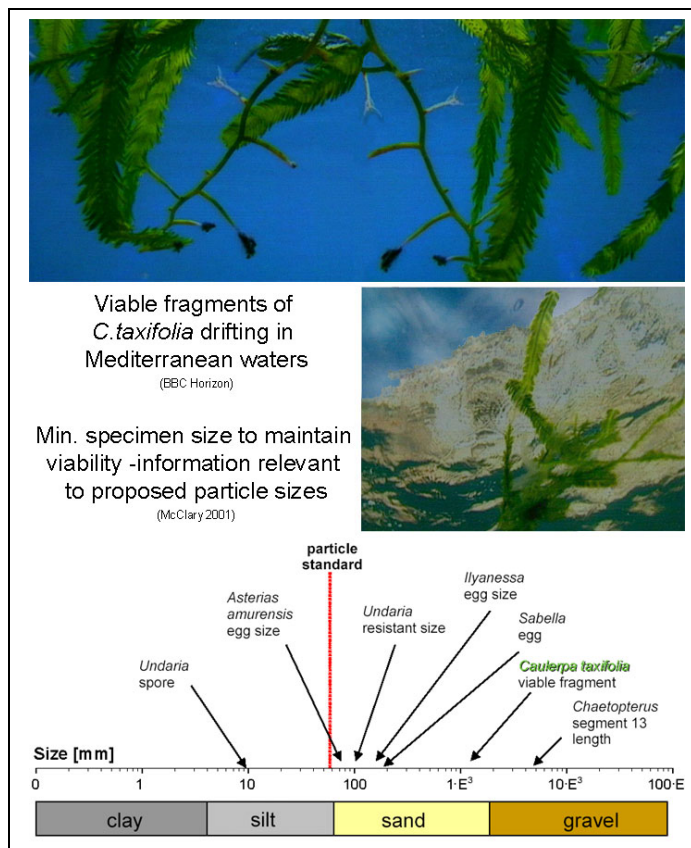 Viable fragments of
C.taxifolia drifting in
Mediterranean waters
(BBC Horizon)
Min. specimen size to maintain
viability -information relevant
to proposed particle sizes
(McClary 2001)
particle
standard
Undaria
spore
Asterias
amurensis
egg size
Undaria
resistant size
Ilyanessa
egg size
Sabella
egg
Caulerpa taxifolia
viable fragment
Chaetopterus
segment 13
length
Size [mm]
0 1 10 100 1·E³ 10·E³ 100·E
clay silt sand gravel